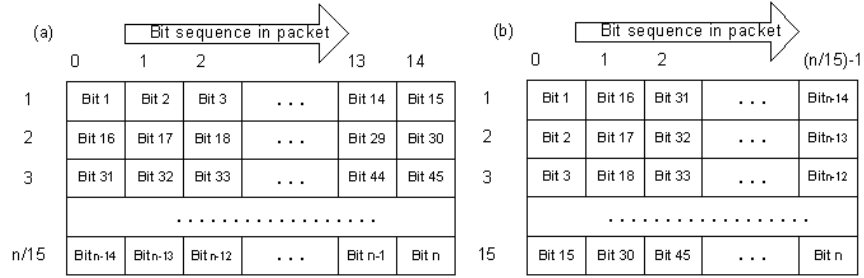 (a) Bit sequence in packet
0 1 2 13 14
1 Bit 1 Bit 2 Bit 3 . . . Bit 14 Bit 15
2 Bit 16 Bit 17 Bit 18 . . . Bit 29 Bit 30
3 Bit 31 Bit 32 Bit 33 . . . Bit 44 Bit 45
. . . . . . . . . . . . . . . . . .
n/15 Bitn-14 Bitn-13 Bitn-12 . . . Bit n-1 Bit n
(b) Bit sequence in packet
0 1 2 (n/15)-1
1 Bit 1 Bit 16 Bit 31 . . . Bitn-14
2 Bit 2 Bit 17 Bit 32 . . . Bitn-13
3 Bit 3 Bit 18 Bit 33 . . . Bitn-12
. . . . . . . . . . . . . . . . . .
15 Bit 15 Bit 30 Bit 45 . . . Bit n